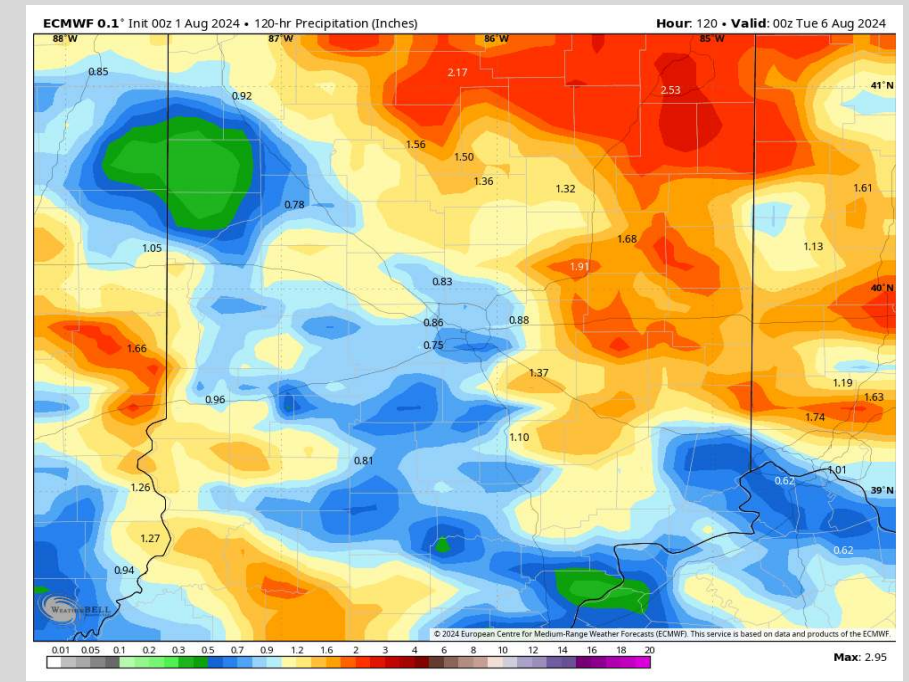 ECMWF 0.1° Init 00z 1 Aug 2024 • 120-hr Precipitation (Inches)
Hour: 120 • Valid: 00z Tue 6 Aug 2024
88°W 87°W 86°W 85°W
0.85 2.17 41°N
0.92 2.53
1.56
1.50
1.36 1.32 1.61
0.78
1.05 1.68 1.13
1.91
0.83 40°N
0.86 0.88
1.66 0.75
1.37 1.19
0.96 1.63
1.74
1.10
0.81 1.01
1.26 0.62 39°N
1.27 0.62
0.94
WEATHERBELL
© 2024 European Centre for Medium-Range Weather Forecasts (ECMWF). This service is based on data and products of the ECMWF.
0.01 0.05 0.1 0.2 0.3 0.5 0.7 0.9 1.2 1.6 2 3 4 6 8 10 12 14 16 18 20
Max: 2.95